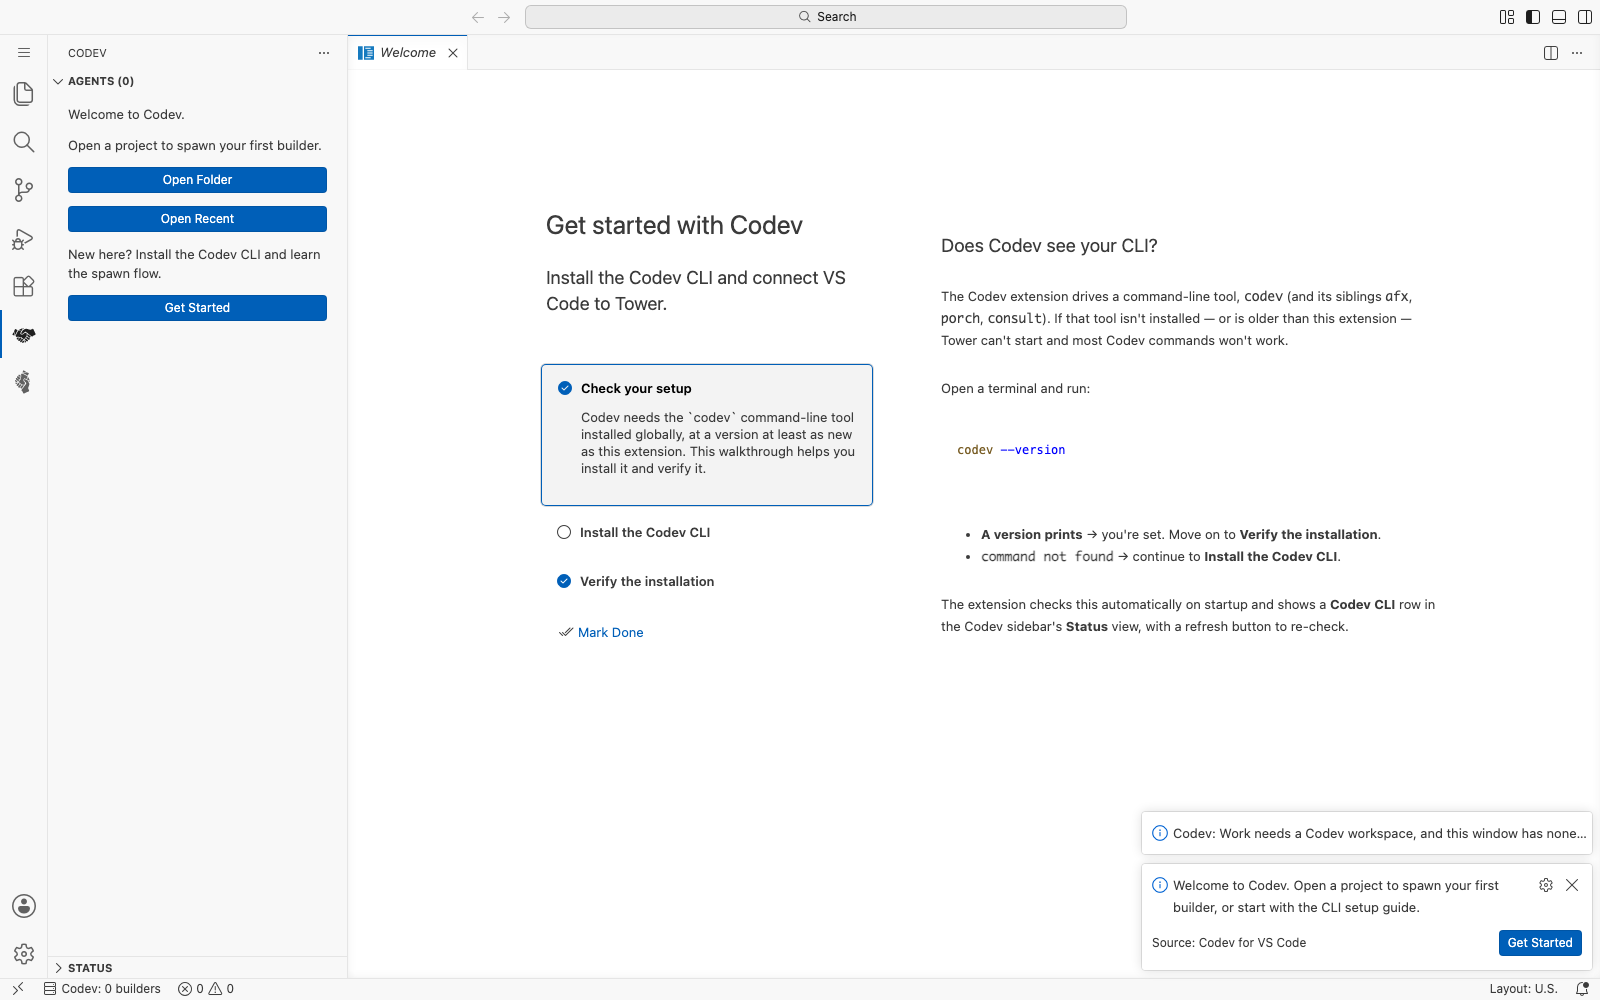 Search
CODEV
AGENTS (0)
Welcome to Codev.
Open a project to spawn your first builder.
Open Folder
Open Recent
New here? Install the Codev CLI and learn
the spawn flow.
Get Started
STATUS
Welcome
Get started with Codev
Install the Codev CLI and connect VS
Code to Tower.
Check your setup
Codev needs the `codev` command-line tool
installed globally, at a version at least as new
as this extension. This walkthrough helps you
install it and verify it.
Install the Codev CLI
Verify the installation
Mark Done
Does Codev see your CLI?
The Codev extension drives a command-line tool, codev (and its siblings afx,
porch, consult). If that tool isn't installed — or is older than this extension —
Tower can't start and most Codev commands won't work.
Open a terminal and run:
codev --version
• A version prints → you're set. Move on to Verify the installation.
• command not found → continue to Install the Codev CLI.
The extension checks this automatically on startup and shows a Codev CLI row in
the Codev sidebar's Status view, with a refresh button to re-check.
Codev: Work needs a Codev workspace, and this window has none...
Welcome to Codev. Open a project to spawn your first
builder, or start with the CLI setup guide.
Source: Codev for VS Code
Get Started
Codev: 0 builders
0
0
Layout: U.S.